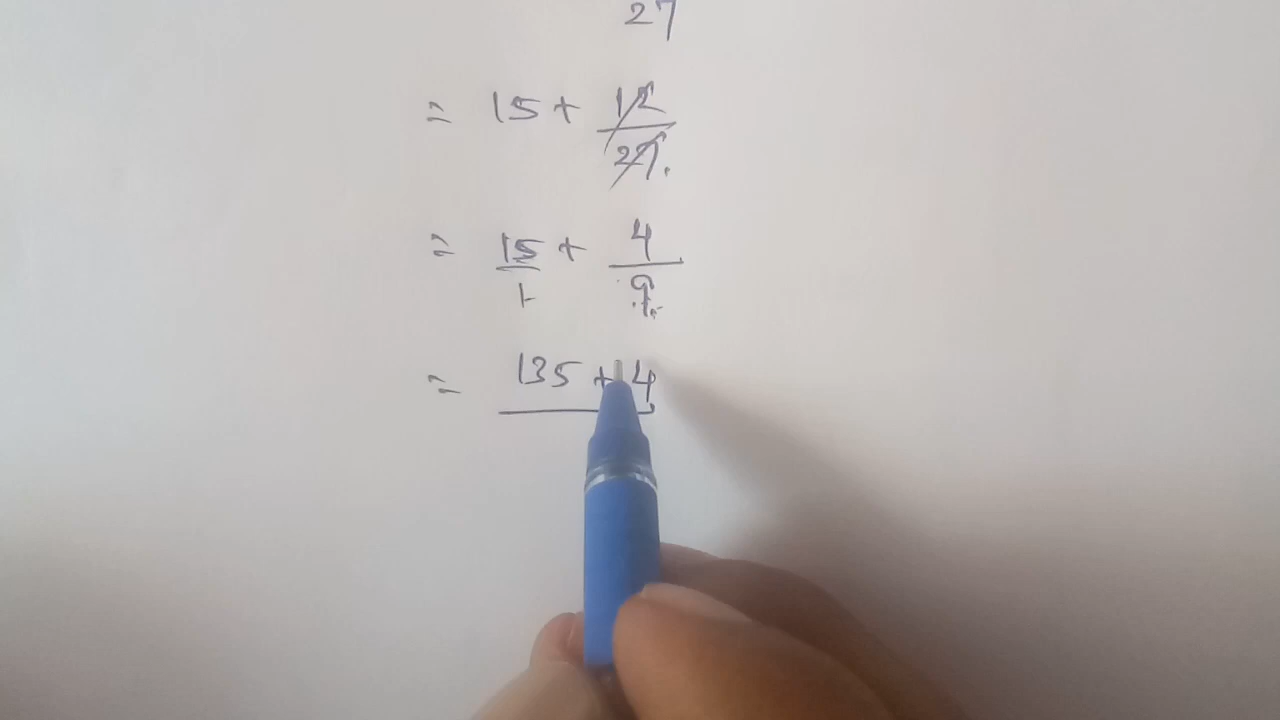 27
= 15 + 12/27.
= 15/1 + 4/9.
= 135 + 4